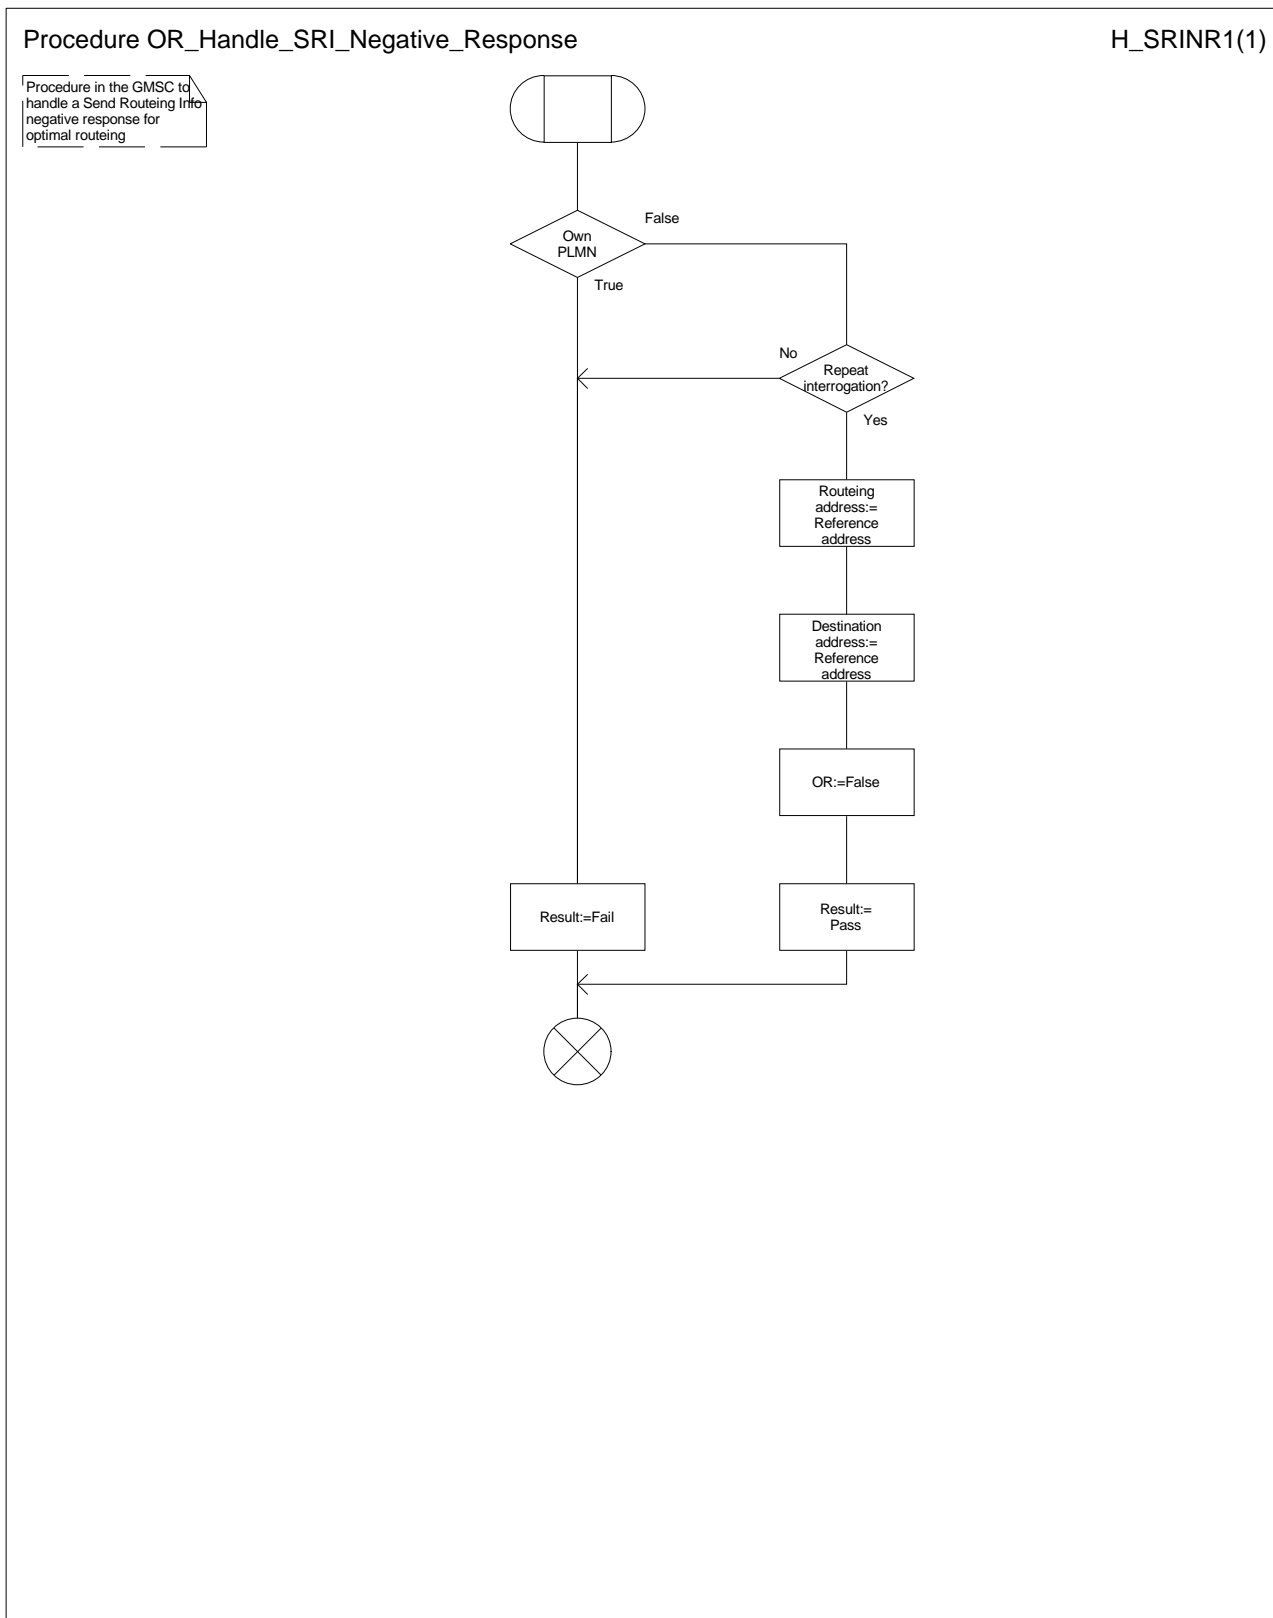 Procedure OR_Handle_SRI_Negative_Response
H_SRINR1(1)
Procedure in the GMSC to
handle a Send Routeing Info
negative response for
optimal routeing
Own
PLMN
False
True
No
Repeat
interrogation?
Yes
Routeing
address:=
Reference
address
Destination
address:=
Reference
address
OR:=False
Result:=Fail
Result:=
Pass